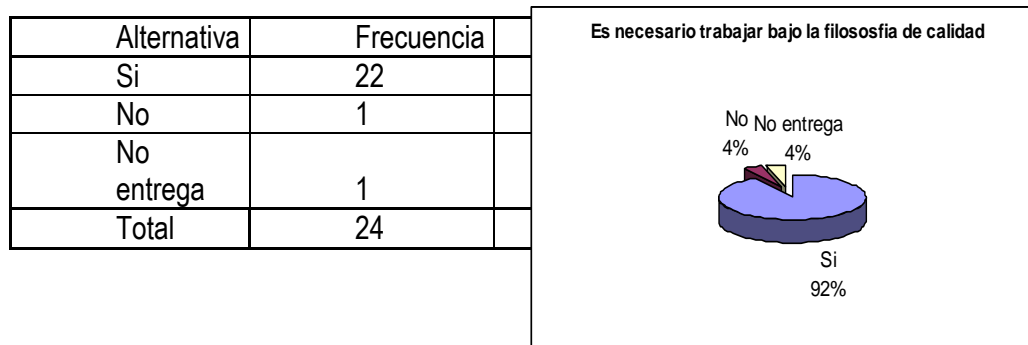 Alternativa Frecuencia
Si 22
No 1
No
entrega 1
Total 24
Es necesario trabajar bajo la filososfia de calidad
No No entrega
4% 4%
Si
92%